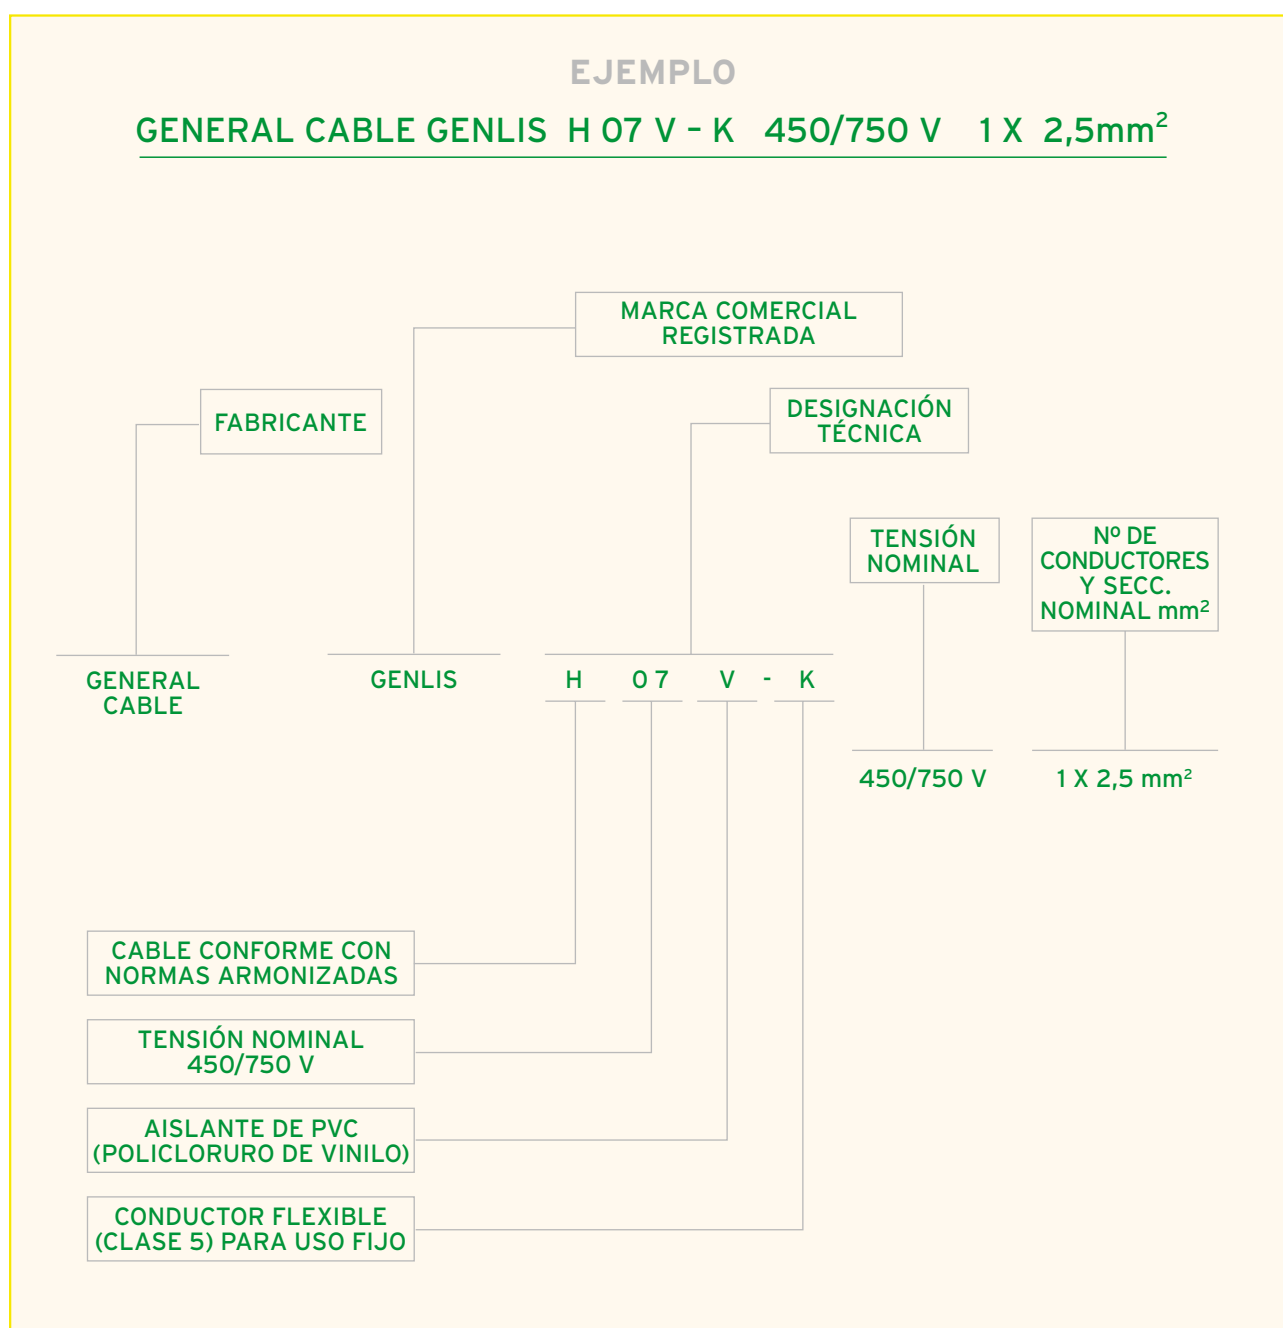 EJEMPLO
GENERAL CABLE GENLIS H 07 V – K 450/750 V 1 X 2,5mm²
MARCA COMERCIAL
REGISTRADA
FABRICANTE
DESIGNACIÓN
TÉCNICA
TENSIÓN
NOMINAL
Nº DE
CONDUCTORES
Y SECC.
NOMINAL mm²
GENERAL
CABLE
GENLIS
H 0 7 V - K
450/750 V
1 X 2,5 mm²
CABLE CONFORME CON
NORMAS ARMONIZADAS
TENSIÓN NOMINAL
450/750 V
AISLANTE DE PVC
(POLICLORURO DE VINILO)
CONDUCTOR FLEXIBLE
(CLASE 5) PARA USO FIJO